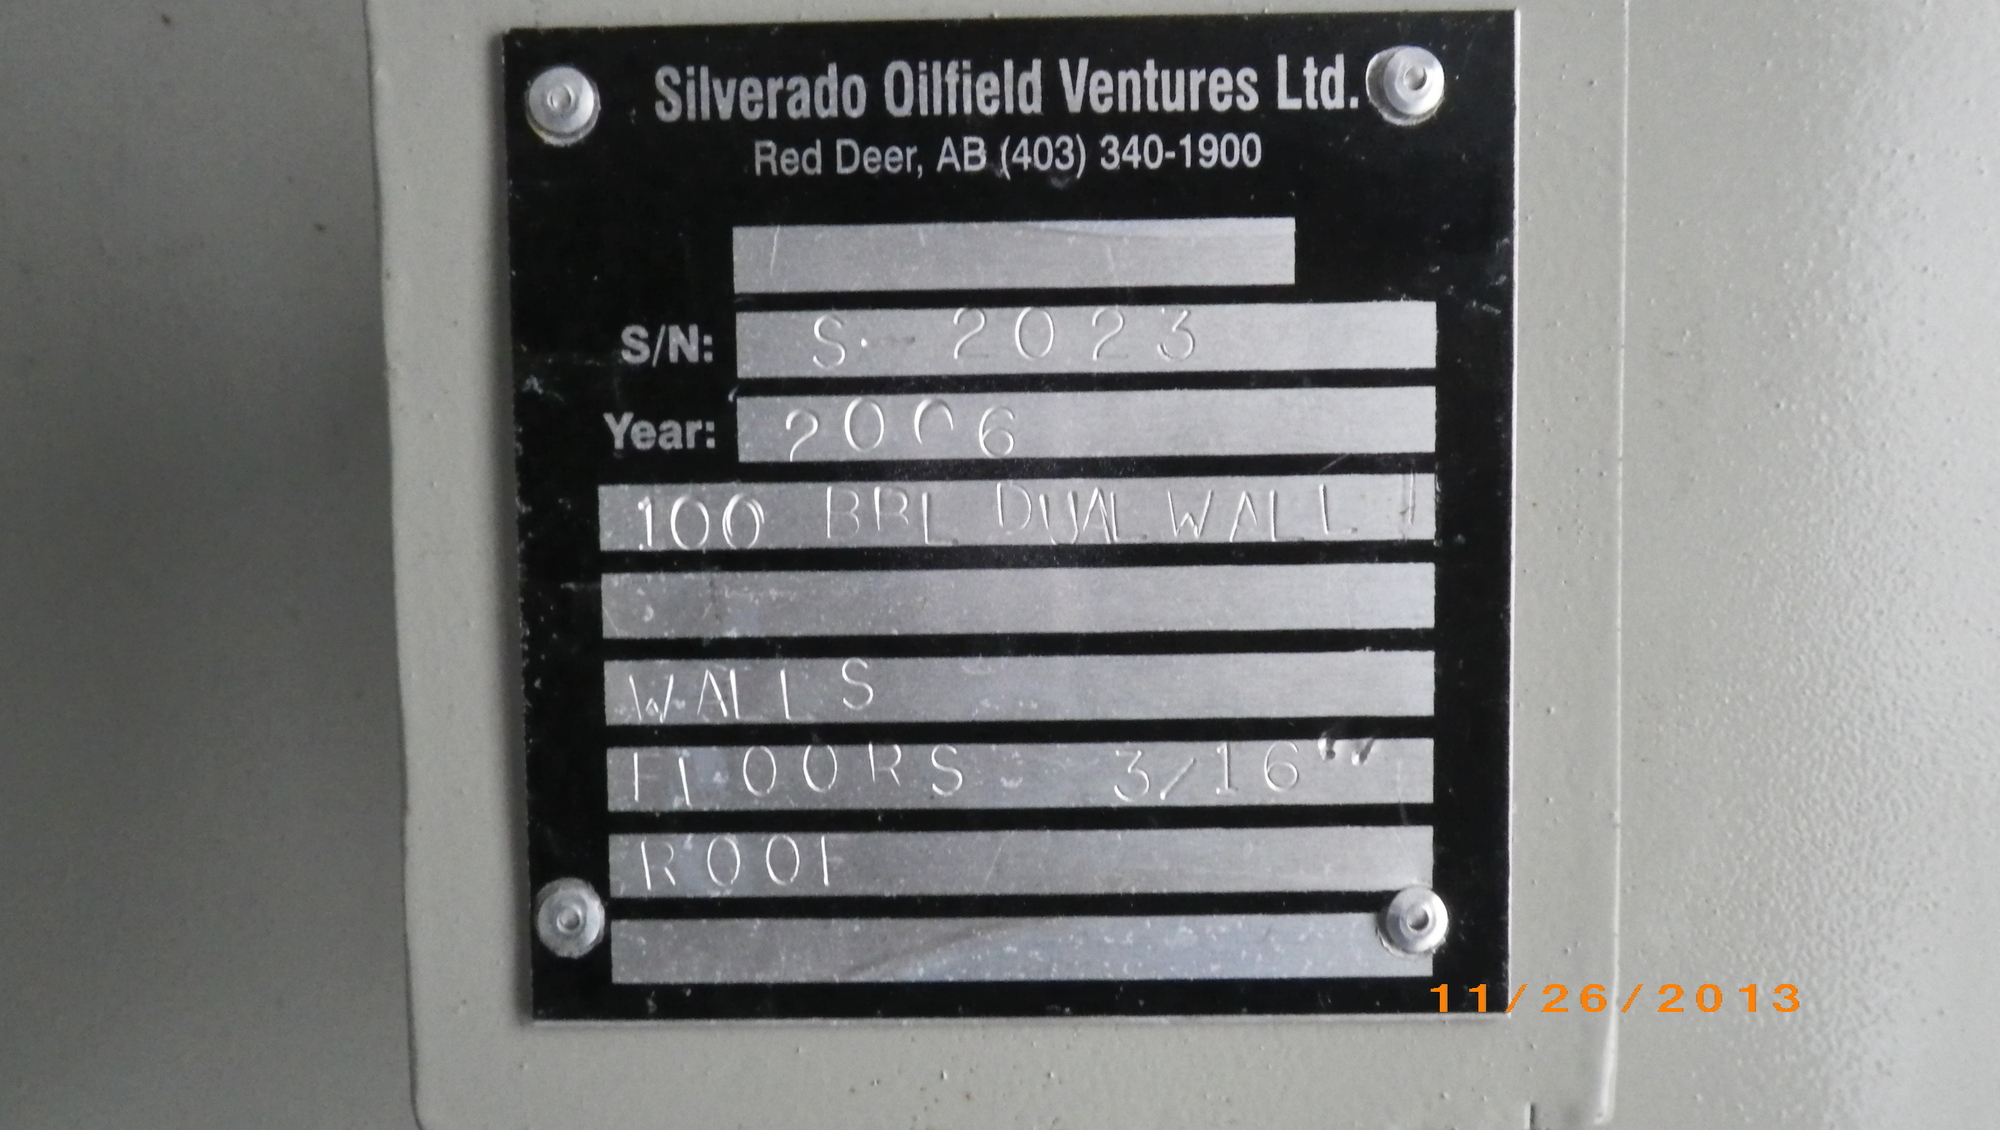 Silverado Oilfield Ventures Ltd.
Red Deer, AB (403) 340-1900
S/N: S- 2023
Year: 2006
100 BBL DUAL WALL
WALLS
FLOORS 3/16"
ROOF
11/26/2013